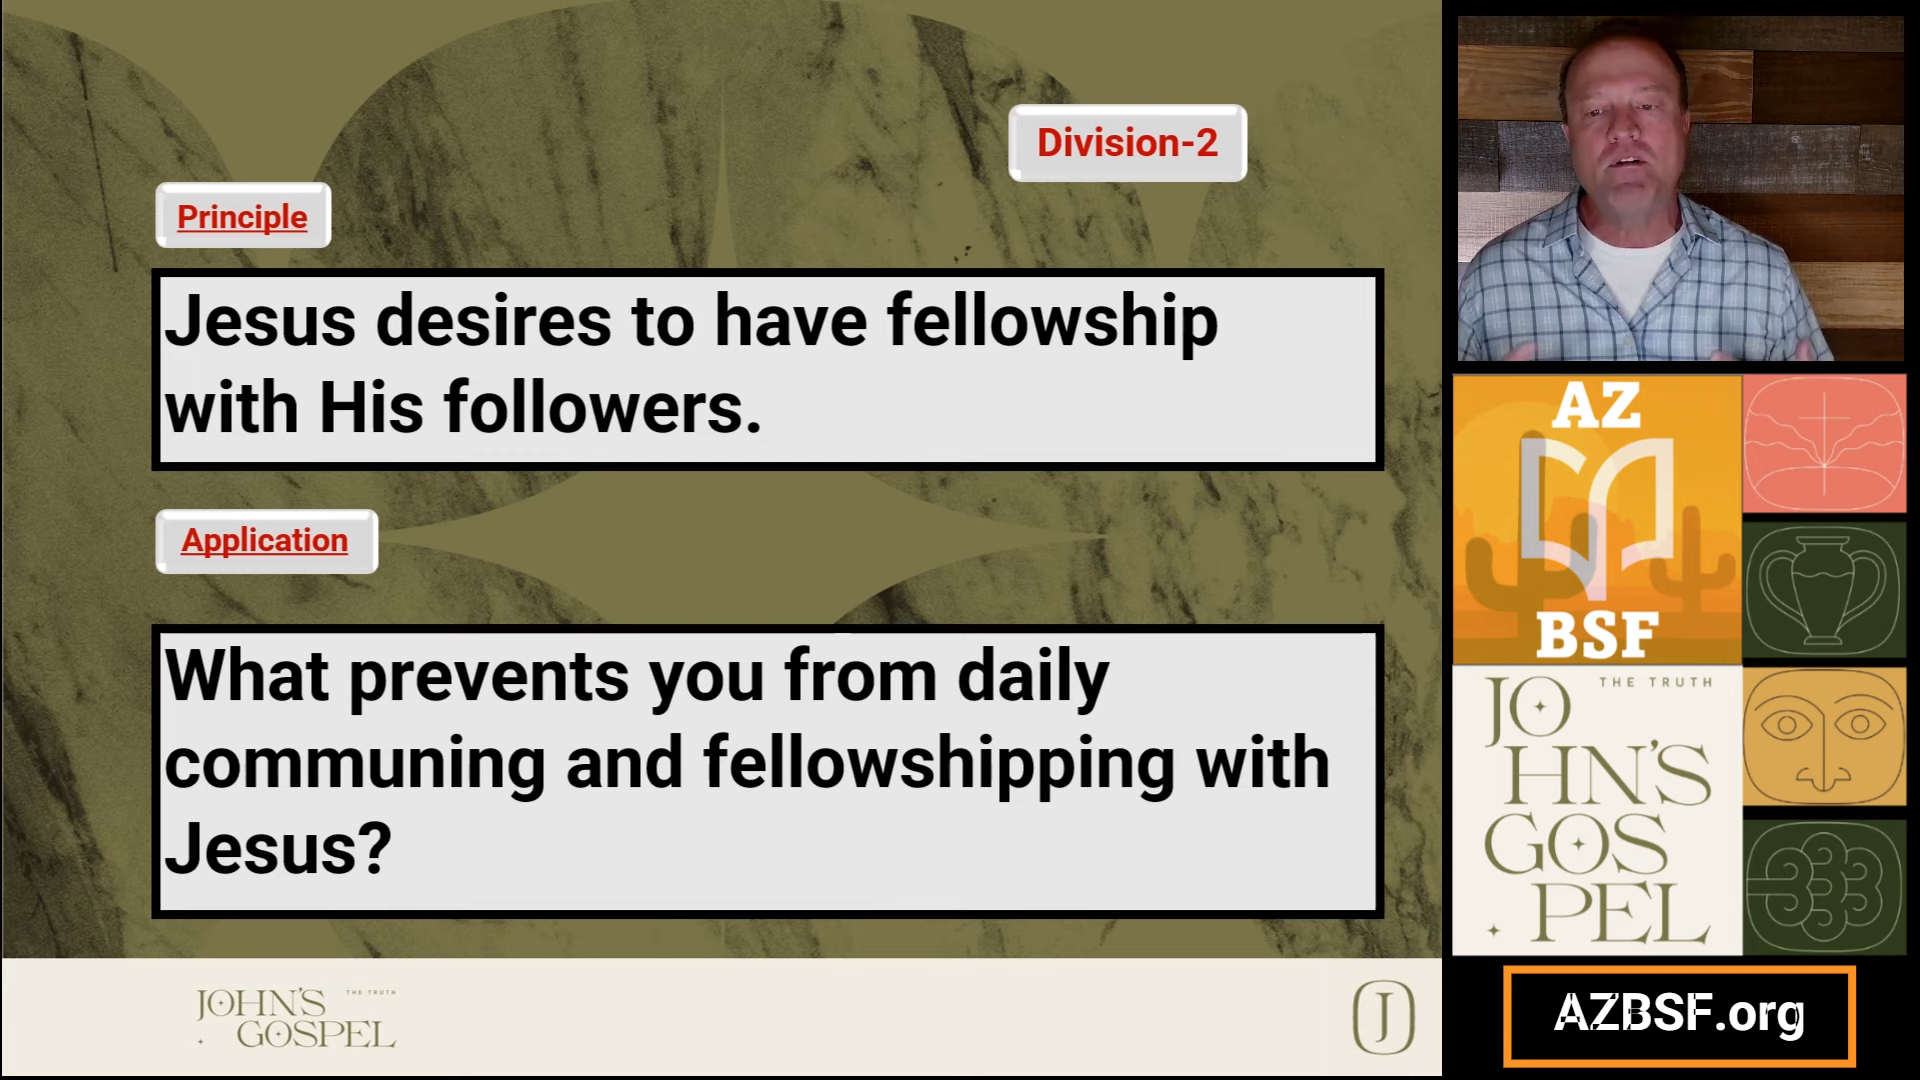 Division-2
Principle
Jesus desires to have fellowship
with His followers.
Application
What prevents you from daily
communing and fellowshipping with
Jesus?
JOHN'S THE TRUTH
GOSPEL
J
AZ
BSF
THE TRUTH
JO
HN'S
GOS
PEL
AZBSF.org